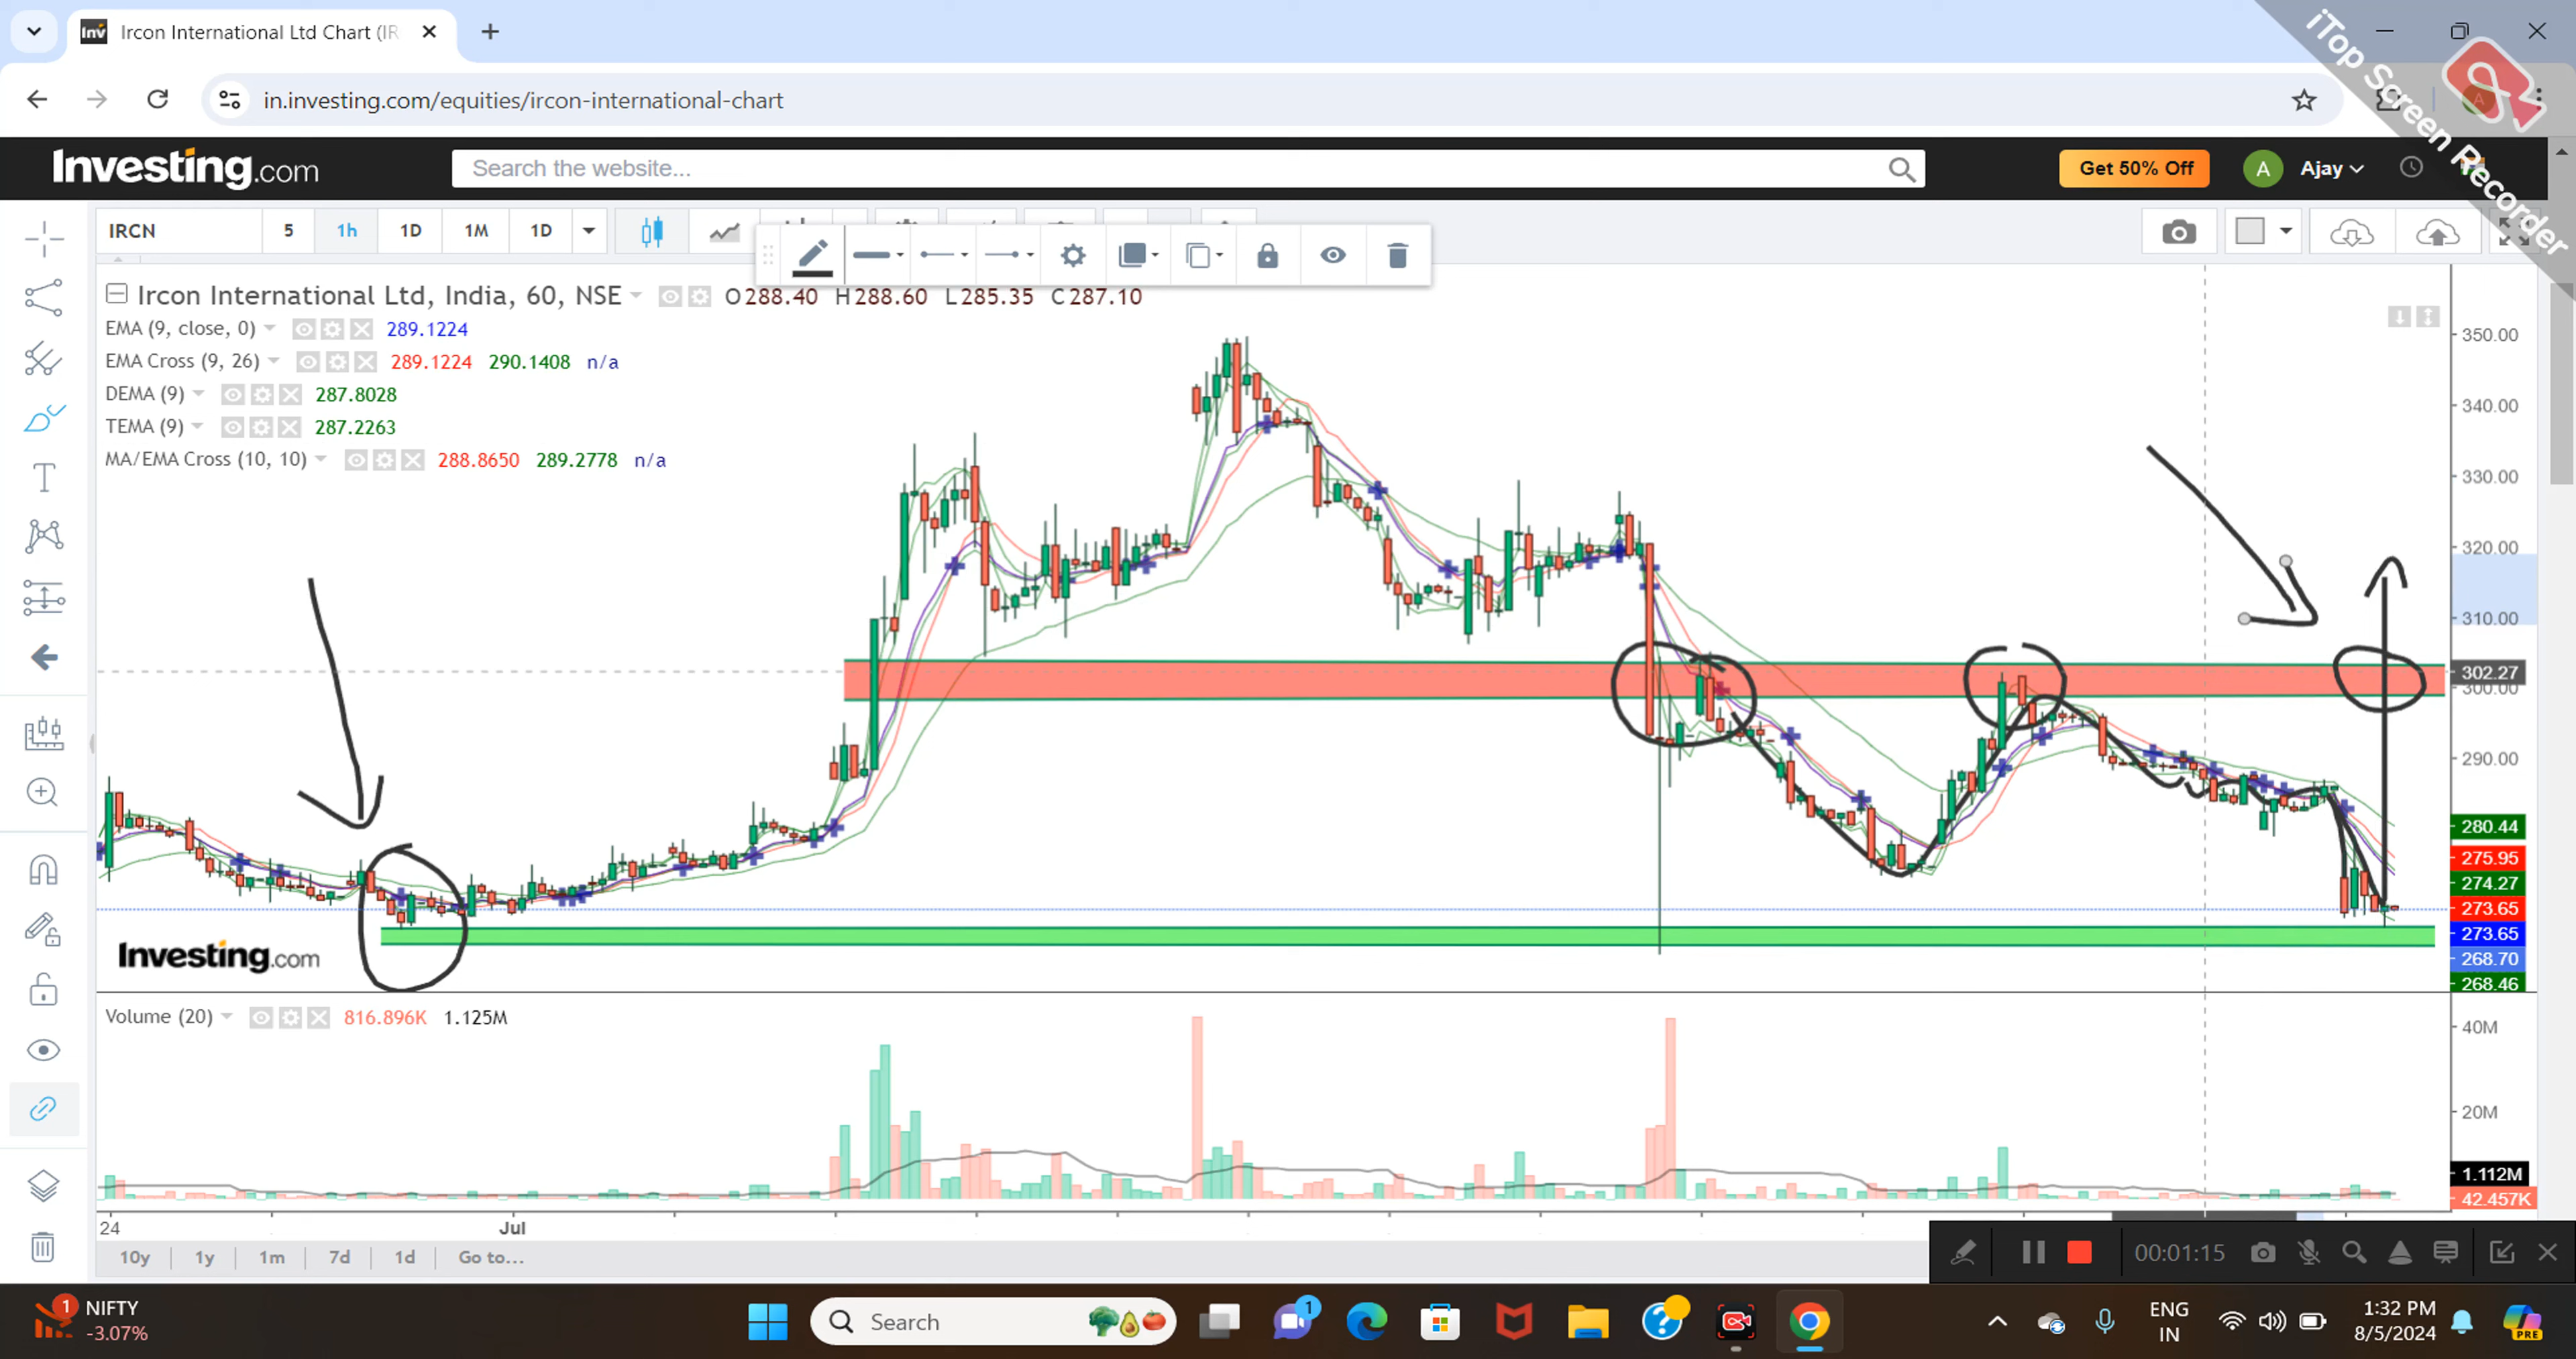 Ircon International Ltd Chart (IR
in.investing.com/equities/ircon-international-chart
iTop Screen Recorder
Investing.com
Search the website...
Get 50% Off
A
Ajay
IRCN
5
1h
1D
1M
1D
Ircon International Ltd, India, 60, NSE
O288.40 H288.60 L285.35 C287.10
EMA (9, close, 0) 289.1224
EMA Cross (9, 26) 289.1224 290.1408 n/a
DEMA (9) 287.8028
TEMA (9) 287.2263
MA/EMA Cross (10, 10) 288.8650 289.2778 n/a
350.00
340.00
330.00
320.00
310.00
302.27
300.00
290.00
280.44
275.95
274.27
273.65
273.65
268.70
268.46
Investing.com
Volume (20) 816.896K 1.125M
40M
20M
1.112M
42.457K
24
Jul
10y
1y
1m
7d
1d
Go to...
00:01:15
1
NIFTY
-3.07%
Search
1
ENG
IN
1:32 PM
8/5/2024
PRE